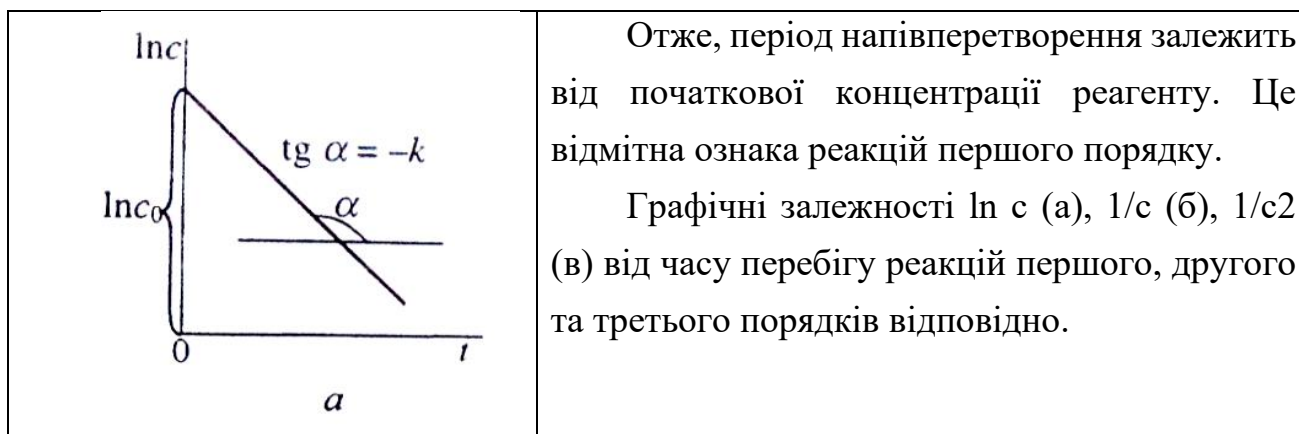 lnc
tg α = –k
α
lnc₀
0
t
а
Отже, період напівперетворення залежить
від початкової концентрації реагенту. Це
відмітна ознака реакцій першого порядку.
Графічні залежності ln c (а), 1/c (б), 1/c2
(в) від часу перебігу реакцій першого, другого
та третього порядків відповідно.